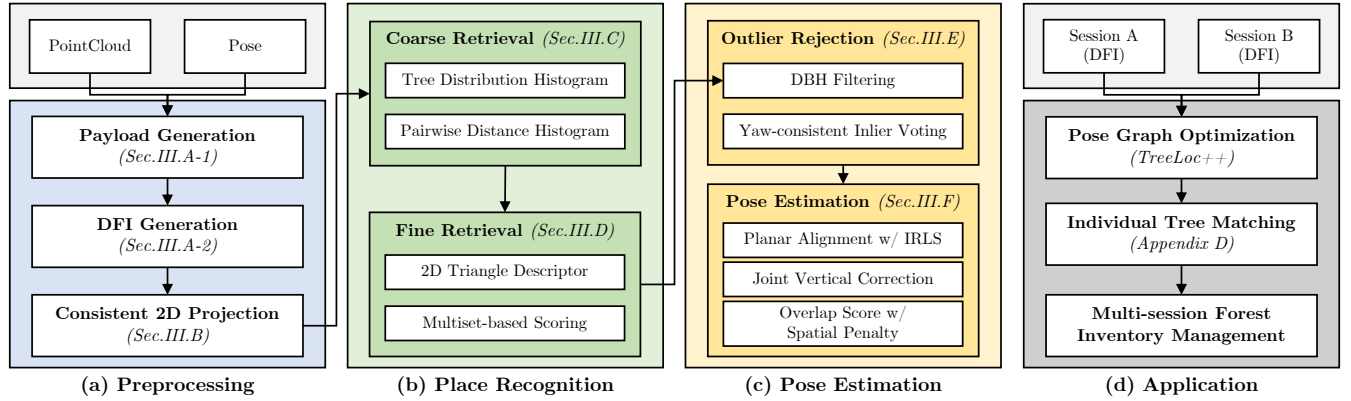 PointCloud
Pose
Payload Generation
(Sec.III.A-1)
DFI Generation
(Sec.III.A-2)
Consistent 2D Projection
(Sec.III.B)
(a) Preprocessing
Coarse Retrieval (Sec.III.C)
Tree Distribution Histogram
Pairwise Distance Histogram
Fine Retrieval (Sec.III.D)
2D Triangle Descriptor
Multiset-based Scoring
(b) Place Recognition
Outlier Rejection (Sec.III.E)
DBH Filtering
Yaw-consistent Inlier Voting
Pose Estimation (Sec.III.F)
Planar Alignment w/ IRLS
Joint Vertical Correction
Overlap Score w/
Spatial Penalty
(c) Pose Estimation
Session A
(DFI)
Session B
(DFI)
Pose Graph Optimization
(TreeLoc++)
Individual Tree Matching
(Appendix D)
Multi-session Forest
Inventory Management
(d) Application